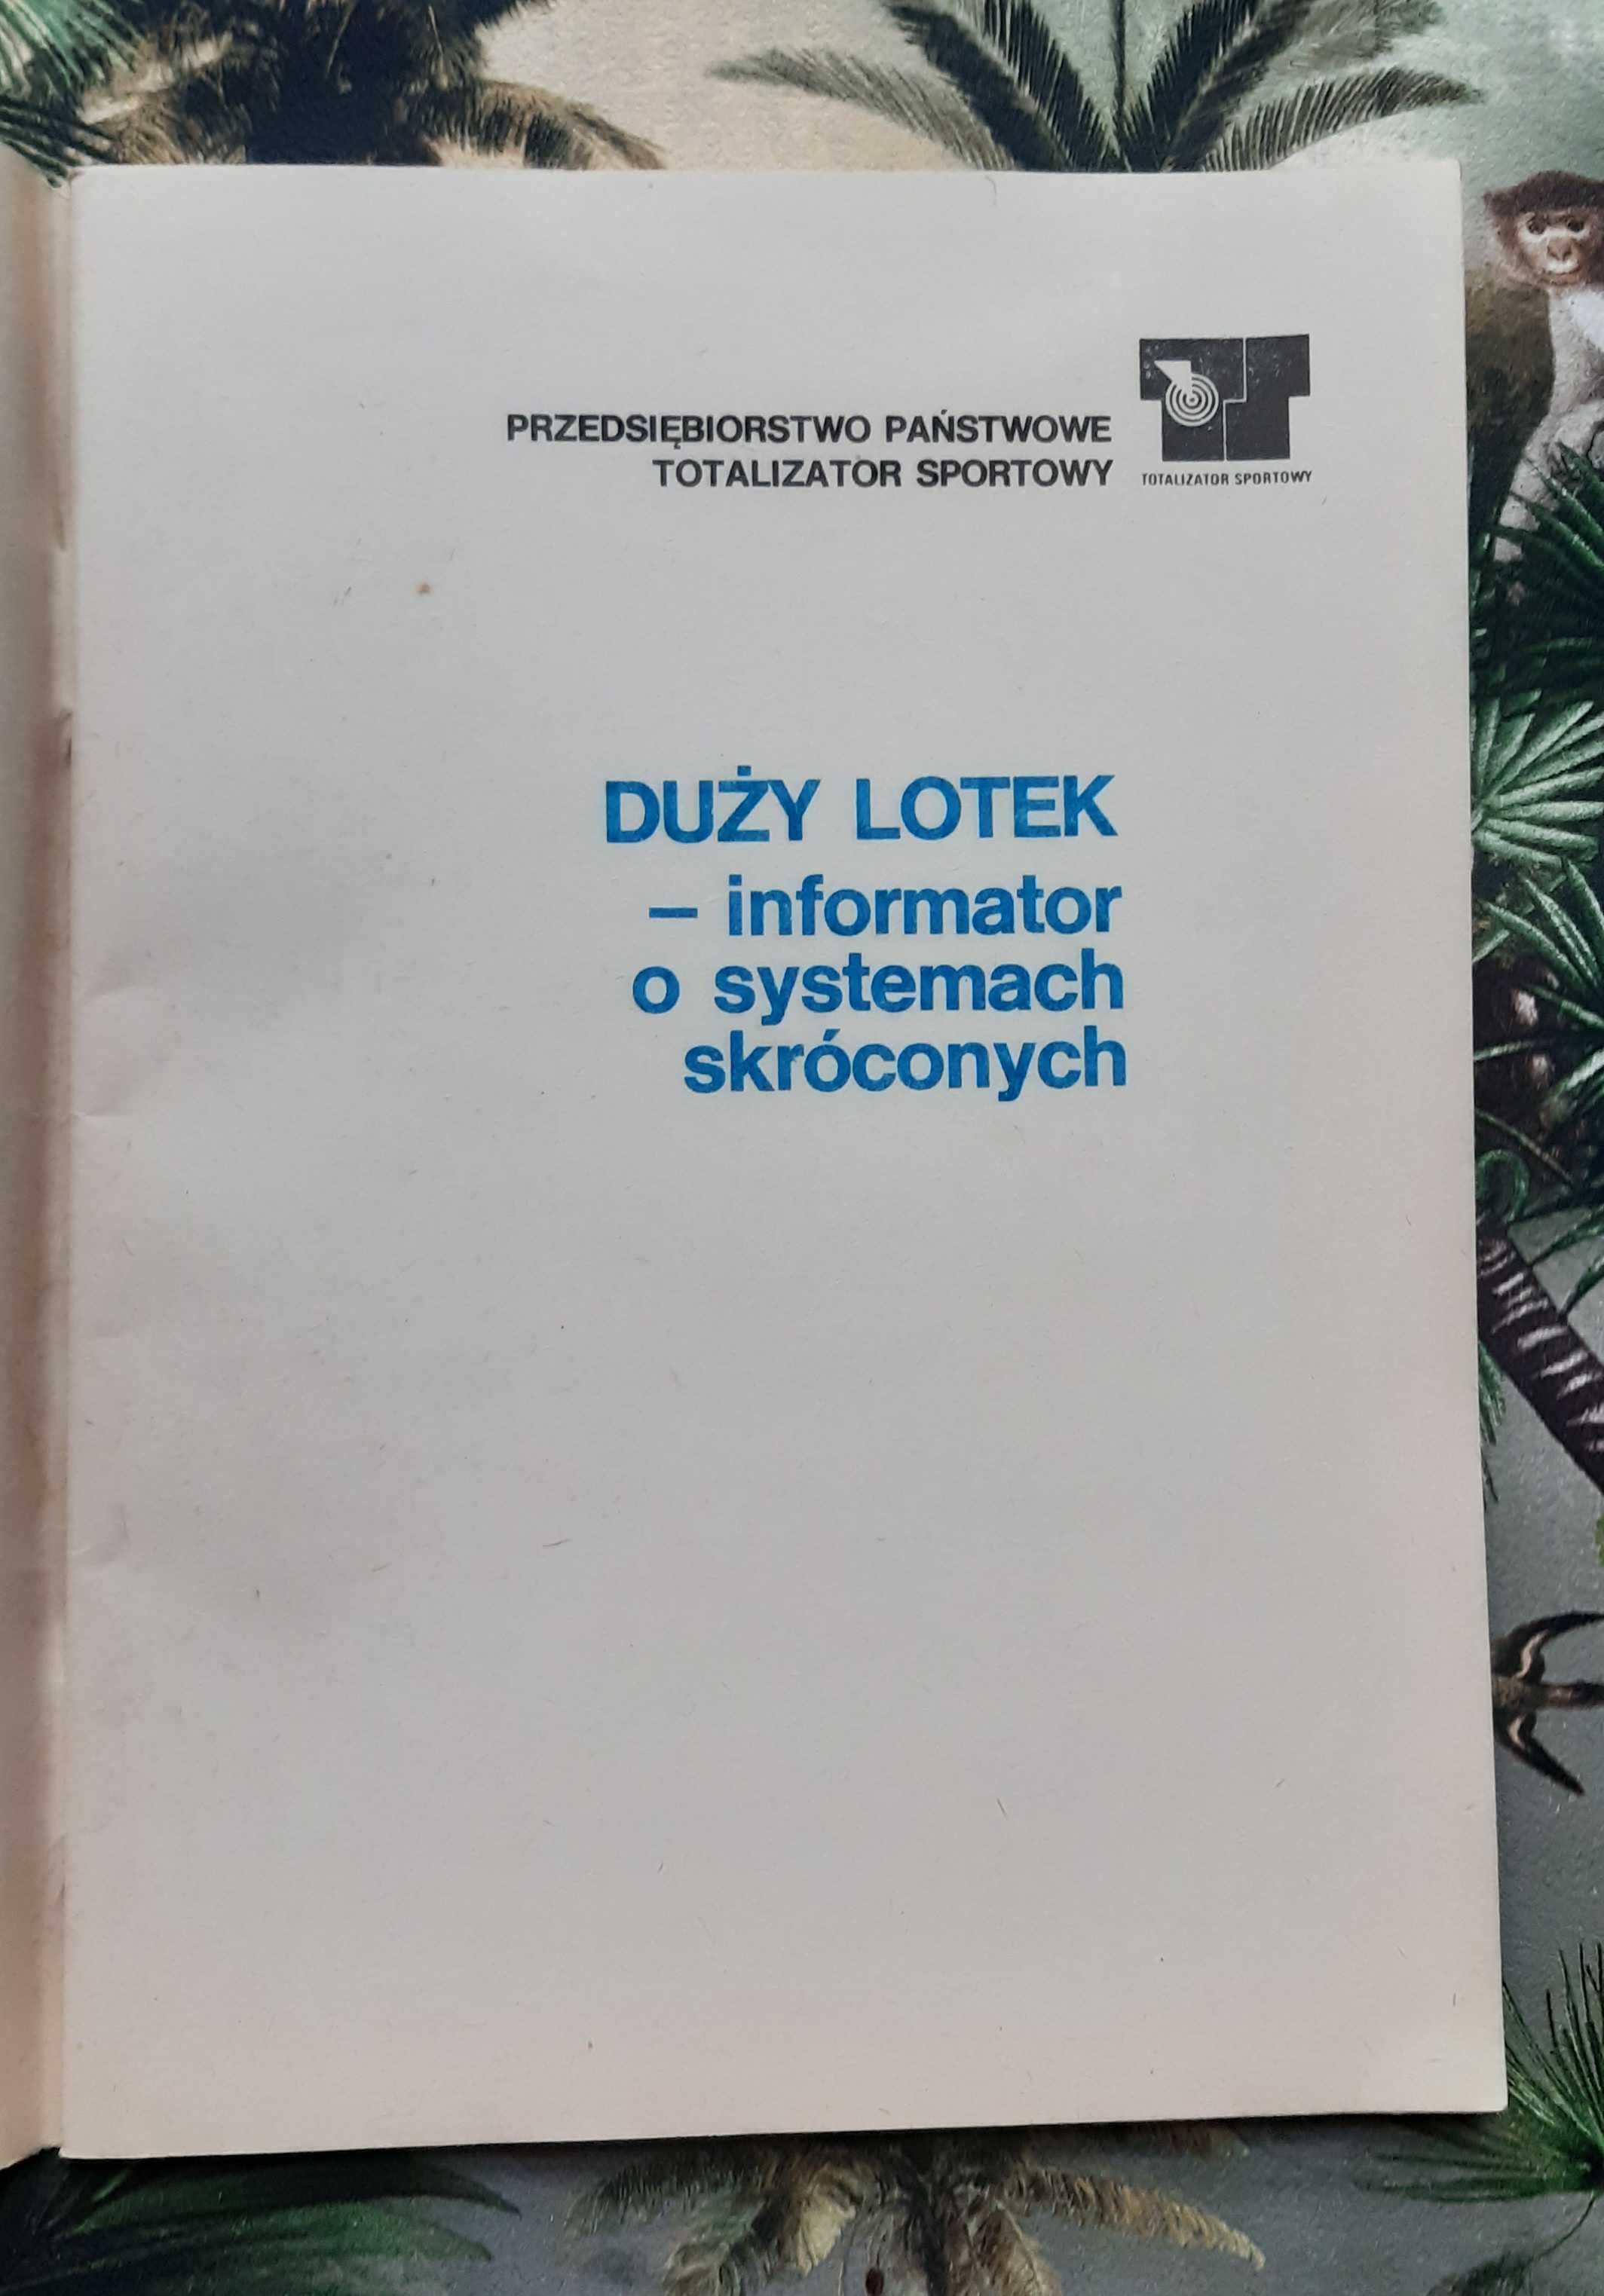 PRZEDSIĘBIORSTWO PAŃSTWOWE
TOTALIZATOR SPORTOWY
TOTALIZATOR SPORTOWY
DUŻY LOTEK
– informator
o systemach
skróconych